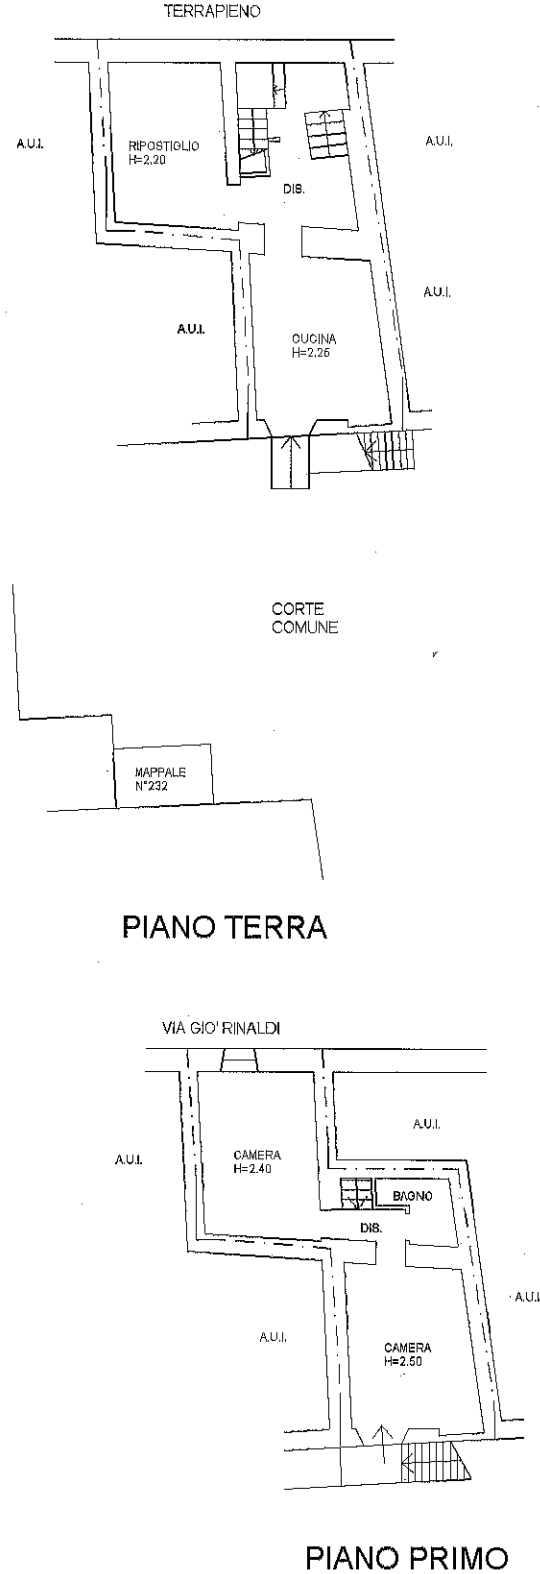 TERRAPIENO
A.U.I.
RIPOSTIGLIO
H=2,20
A.U.I.
DIS.
A.U.I.
A.U.I.
CUCINA
H=2,25
CORTE
COMUNE
MAPPALE
N°232
PIANO TERRA
VIA GIO' RINALDI
A.U.I.
CAMERA
H=2.40
A.U.I.
BAGNO
DIS.
A.U.I.
A.U.I.
CAMERA
H=2.50
PIANO PRIMO